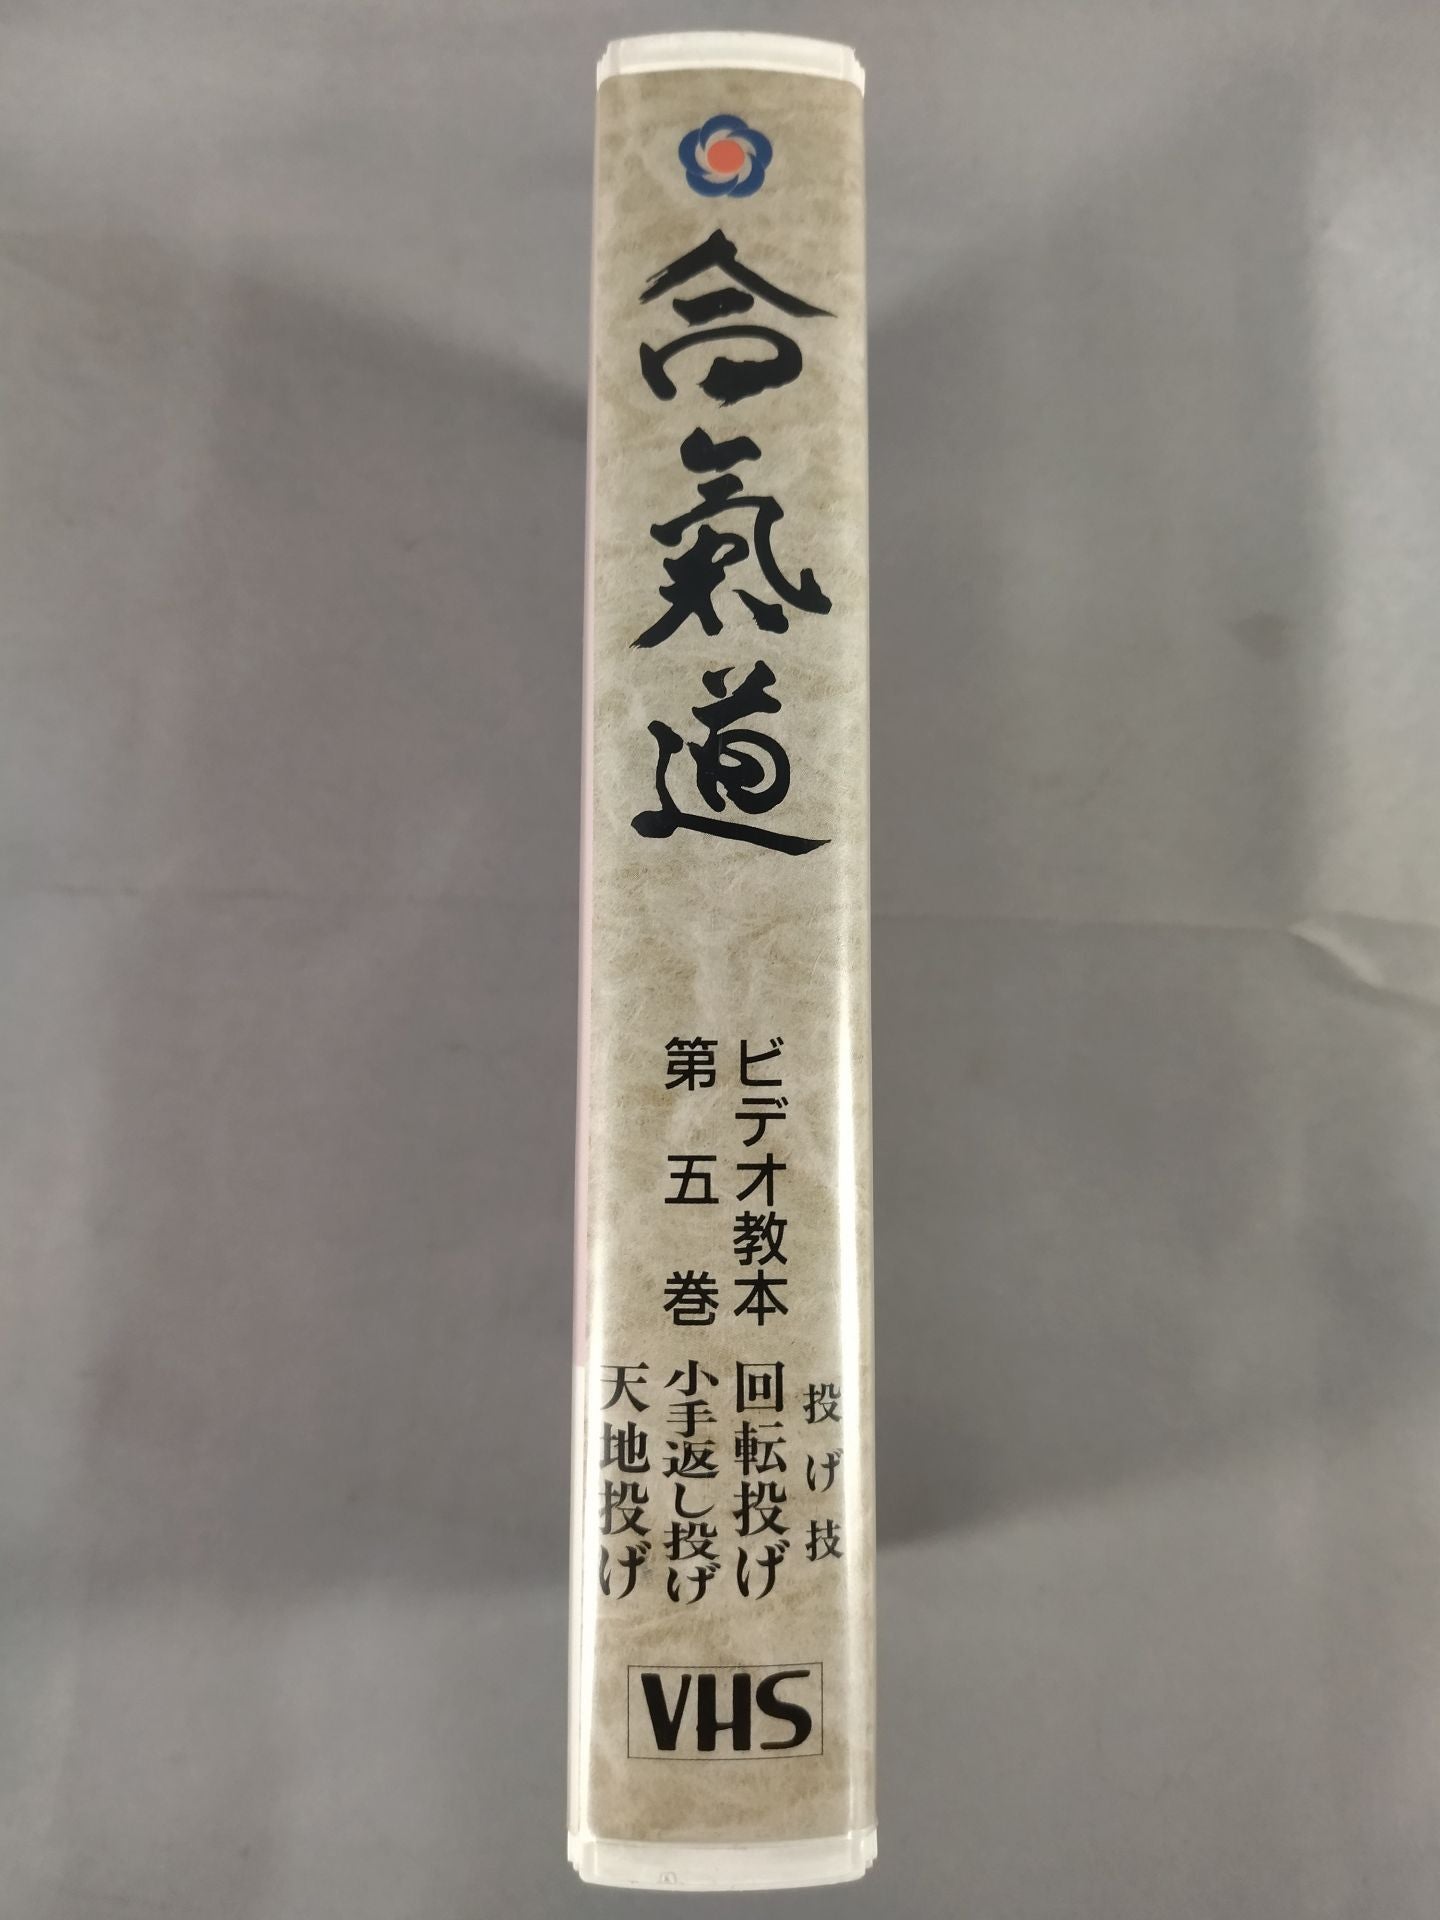 合氣道
ビデオ教本
第五巻
投げ技
回転投げ
小手返し投げ
天地投げ
VHS